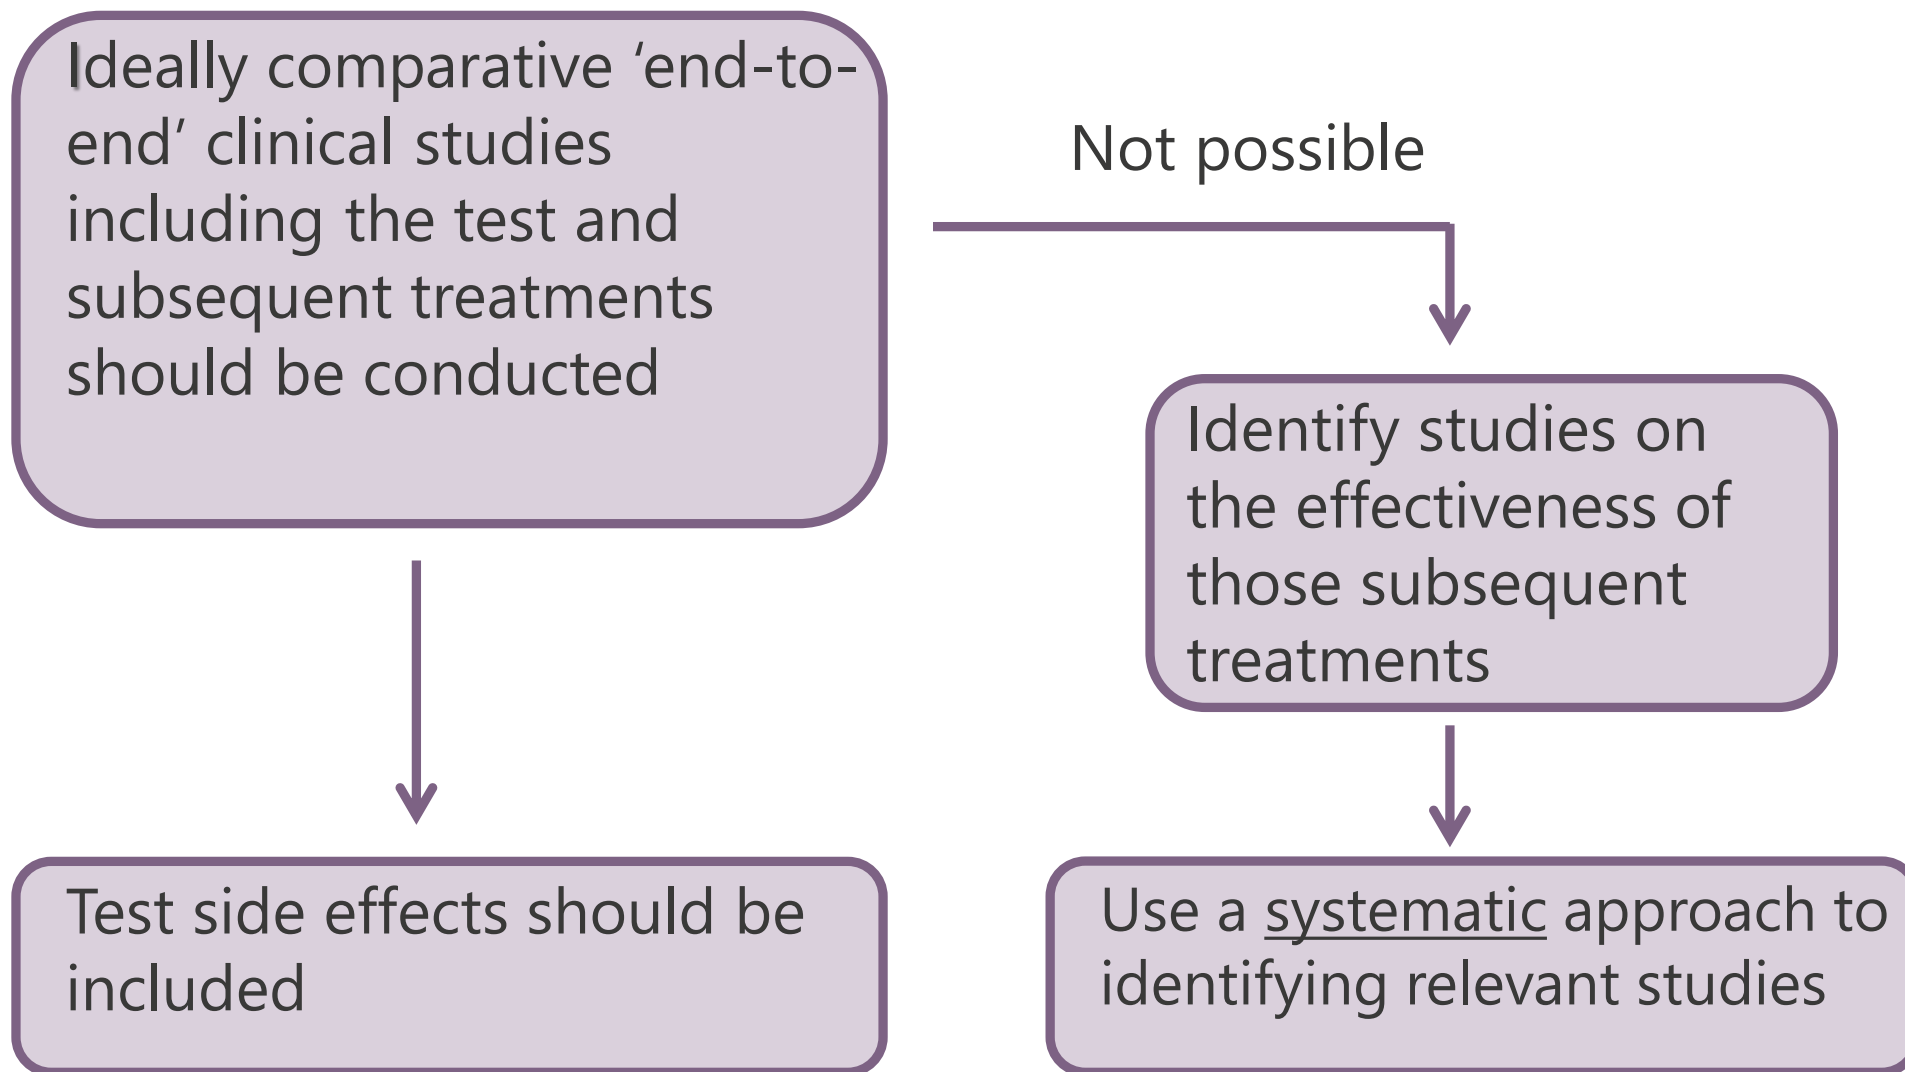 Ideally comparative ‘end-to-
end’ clinical studies
including the test and
subsequent treatments
should be conducted
Not possible
Identify studies on
the effectiveness of
those subsequent
treatments
Test side effects should be
included
Use a systematic approach to
identifying relevant studies